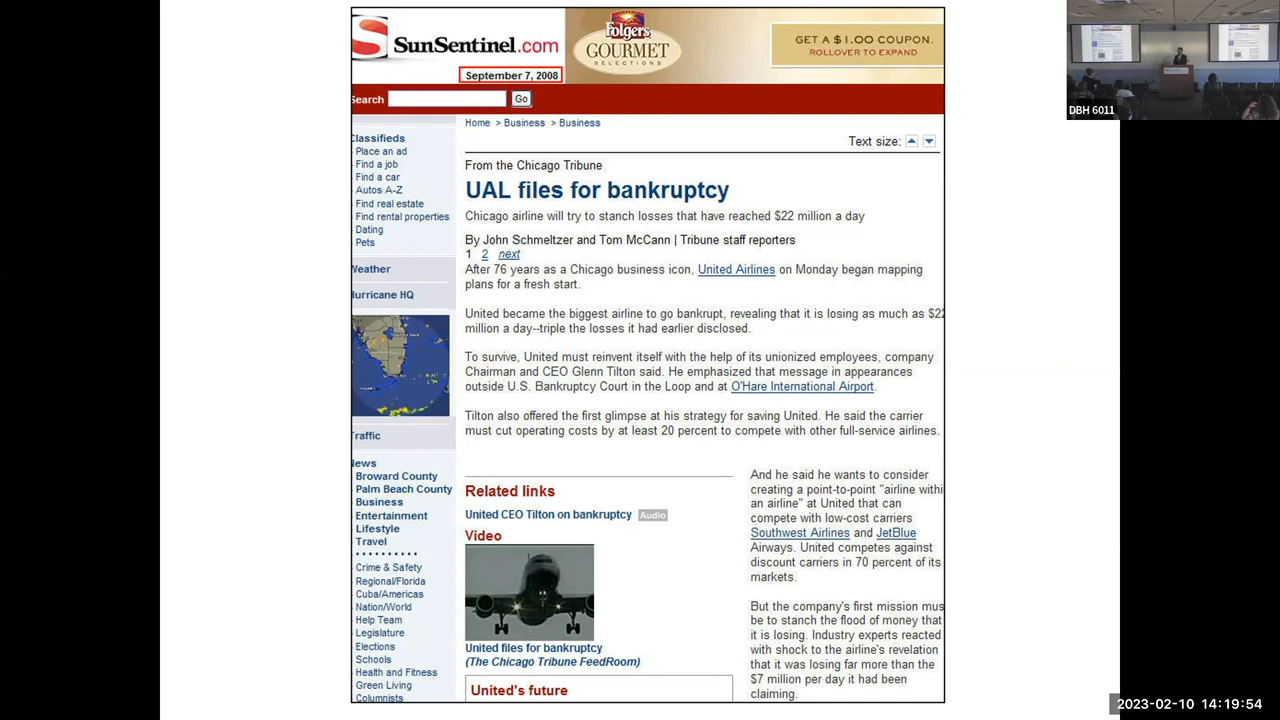 SunSentinel.com
September 7, 2008
Folgers
GOURMET
SELECTIONS
GET A $1.00 COUPON.
ROLLOVER TO EXPAND
Search
Go
Home > Business > Business
Text size:
Classifieds
Place an ad
Find a job
Find a car
Autos A-Z
Find real estate
Find rental properties
Dating
Pets
Weather
Hurricane HQ
Traffic
News
Broward County
Palm Beach County
Business
Entertainment
Lifestyle
Travel
Crime & Safety
Regional/Florida
Cuba/Americas
Nation/World
Help Team
Legislature
Elections
Schools
Health and Fitness
Green Living
Columnists
From the Chicago Tribune
UAL files for bankruptcy
Chicago airline will try to stanch losses that have reached $22 million a day
By John Schmeltzer and Tom McCann | Tribune staff reporters
1 2 next
After 76 years as a Chicago business icon, United Airlines on Monday began mapping
plans for a fresh start.
United became the biggest airline to go bankrupt, revealing that it is losing as much as $22
million a day--triple the losses it had earlier disclosed.
To survive, United must reinvent itself with the help of its unionized employees, company
Chairman and CEO Glenn Tilton said. He emphasized that message in appearances
outside U.S. Bankruptcy Court in the Loop and at O'Hare International Airport.
Tilton also offered the first glimpse at his strategy for saving United. He said the carrier
must cut operating costs by at least 20 percent to compete with other full-service airlines.
Related links
United CEO Tilton on bankruptcy Audio
Video
United files for bankruptcy
(The Chicago Tribune FeedRoom)
United's future
And he said he wants to consider
creating a point-to-point "airline withi
an airline" at United that can
compete with low-cost carriers
Southwest Airlines and JetBlue
Airways. United competes against
discount carriers in 70 percent of its
markets.
But the company's first mission mus
be to stanch the flood of money that
it is losing. Industry experts reacted
with shock to the airline's revelation
that it was losing far more than the
$7 million per day it had been
claiming.
DBH 6011
2023-02-10 14:19:54